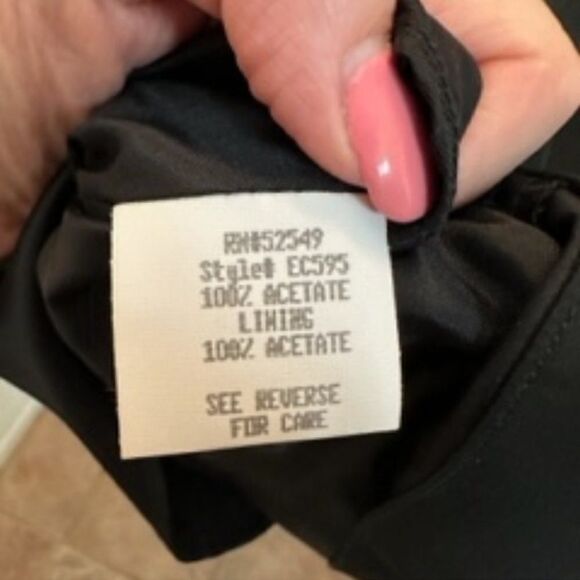 RN#52549
Style# EC595
100% ACETATE
LINING
100% ACETATE
SEE REVERSE
FOR CARE